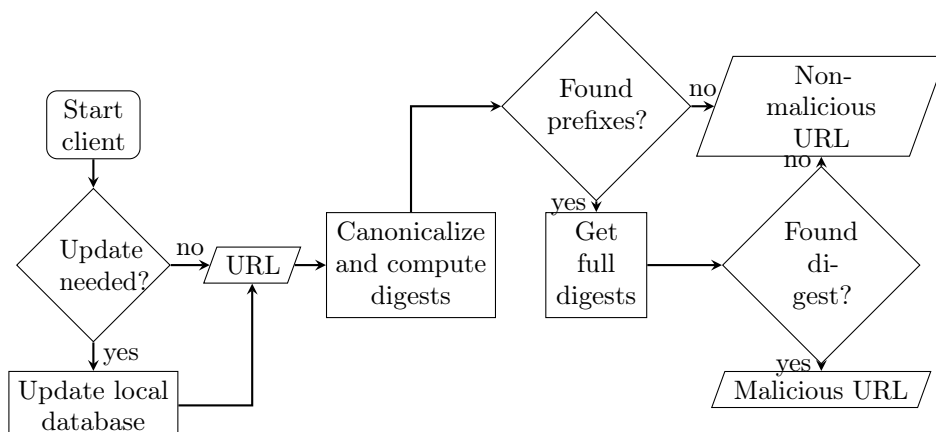 Start
client
Update
needed?
no
yes
Update local
database
URL
Canonicalize
and compute
digests
Found
prefixes?
no
yes
Non-
malicious
URL
Get
full
digests
Found
di-
gest?
no
yes
Malicious URL